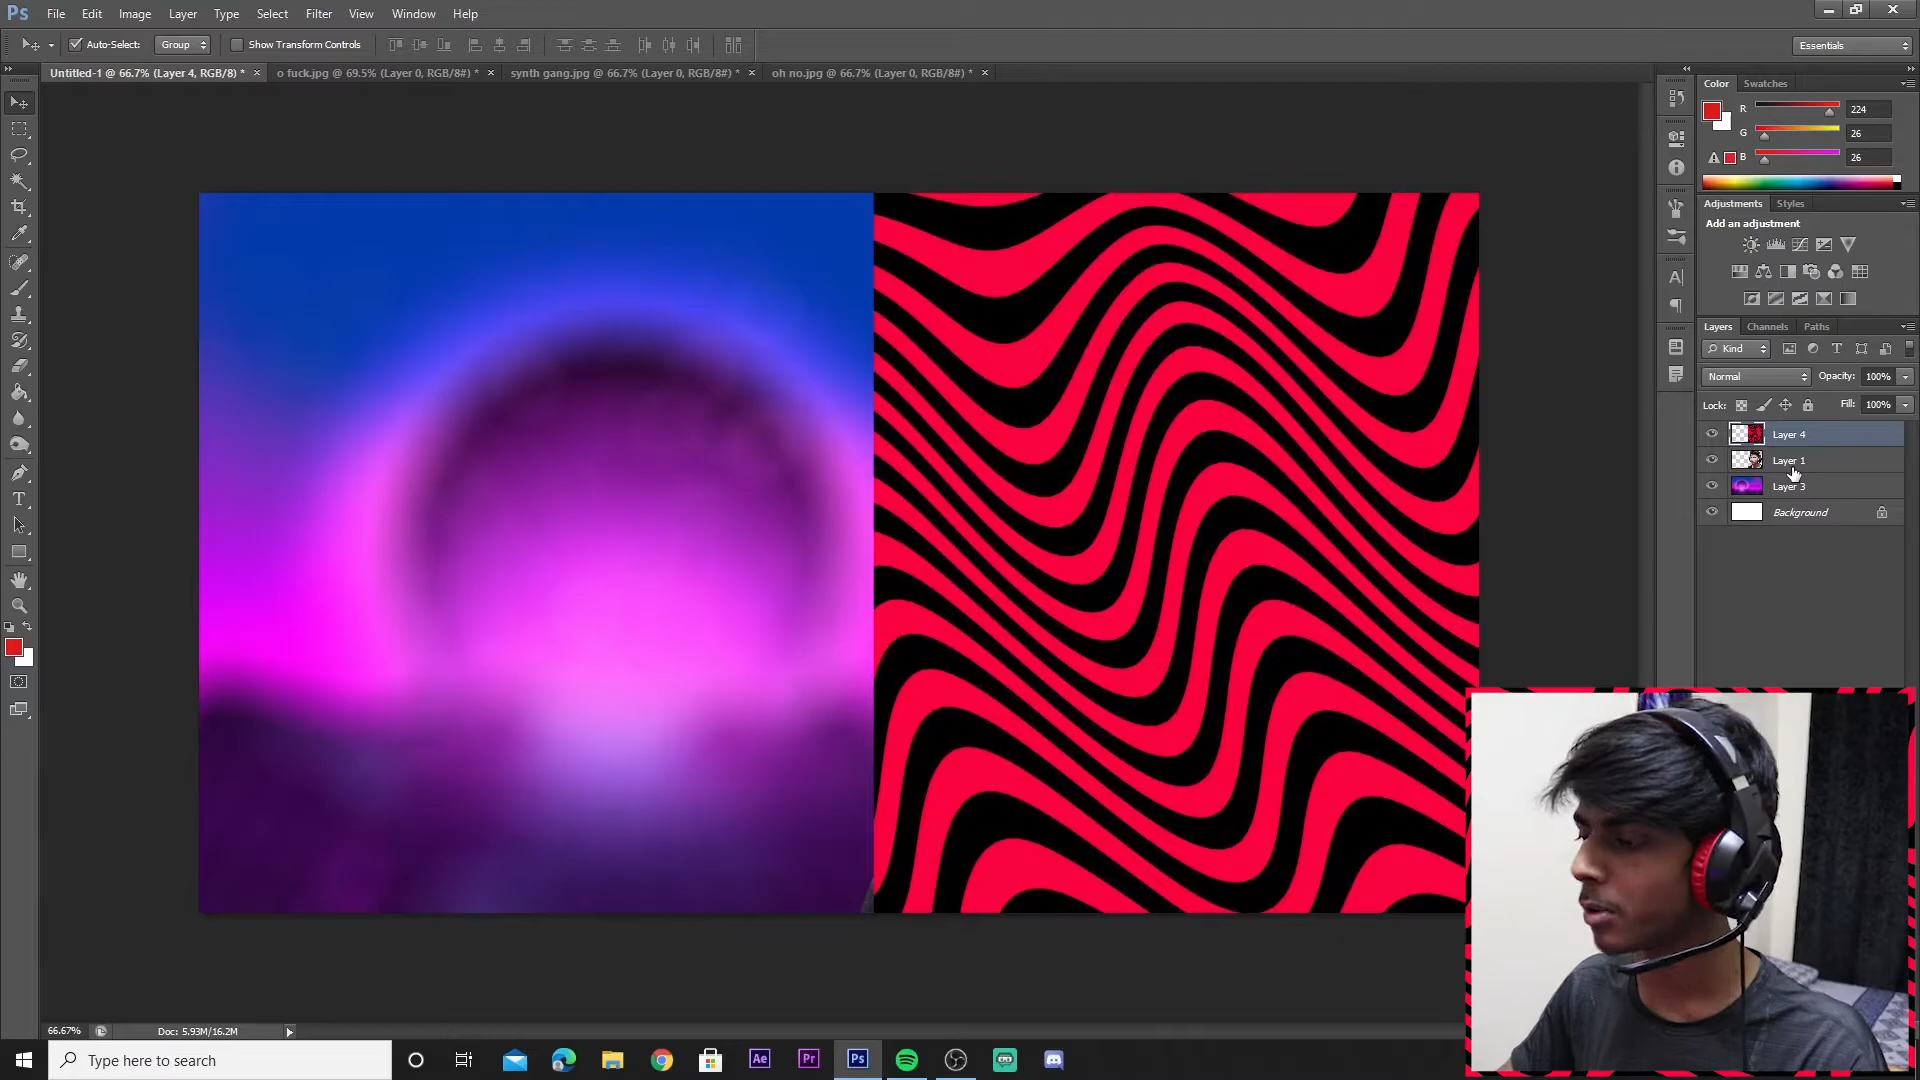 Ps File Edit Image Layer Type Select Filter View Window Help
Auto-Select: Group Show Transform Controls Essentials
Untitled-1 @ 66.7% (Layer 4, RGB/8) * × o fuck.jpg @ 69.5% (Layer 0, RGB/8#) * × synth gang.jpg @ 66.7% (Layer 0, RGB/8#) * × oh no.jpg @ 66.7% (Layer 0, RGB/8#) * ×
Color Swatches
R 224
G 26
B 26
Adjustments Styles
Add an adjustment
Layers Channels Paths
Kind
Normal Opacity: 100%
Lock: Fill: 100%
Layer 4
Layer 1
Layer 3
Background
66.67% Doc: 5.93M/16.2M
Type here to search Ae Pr Ps